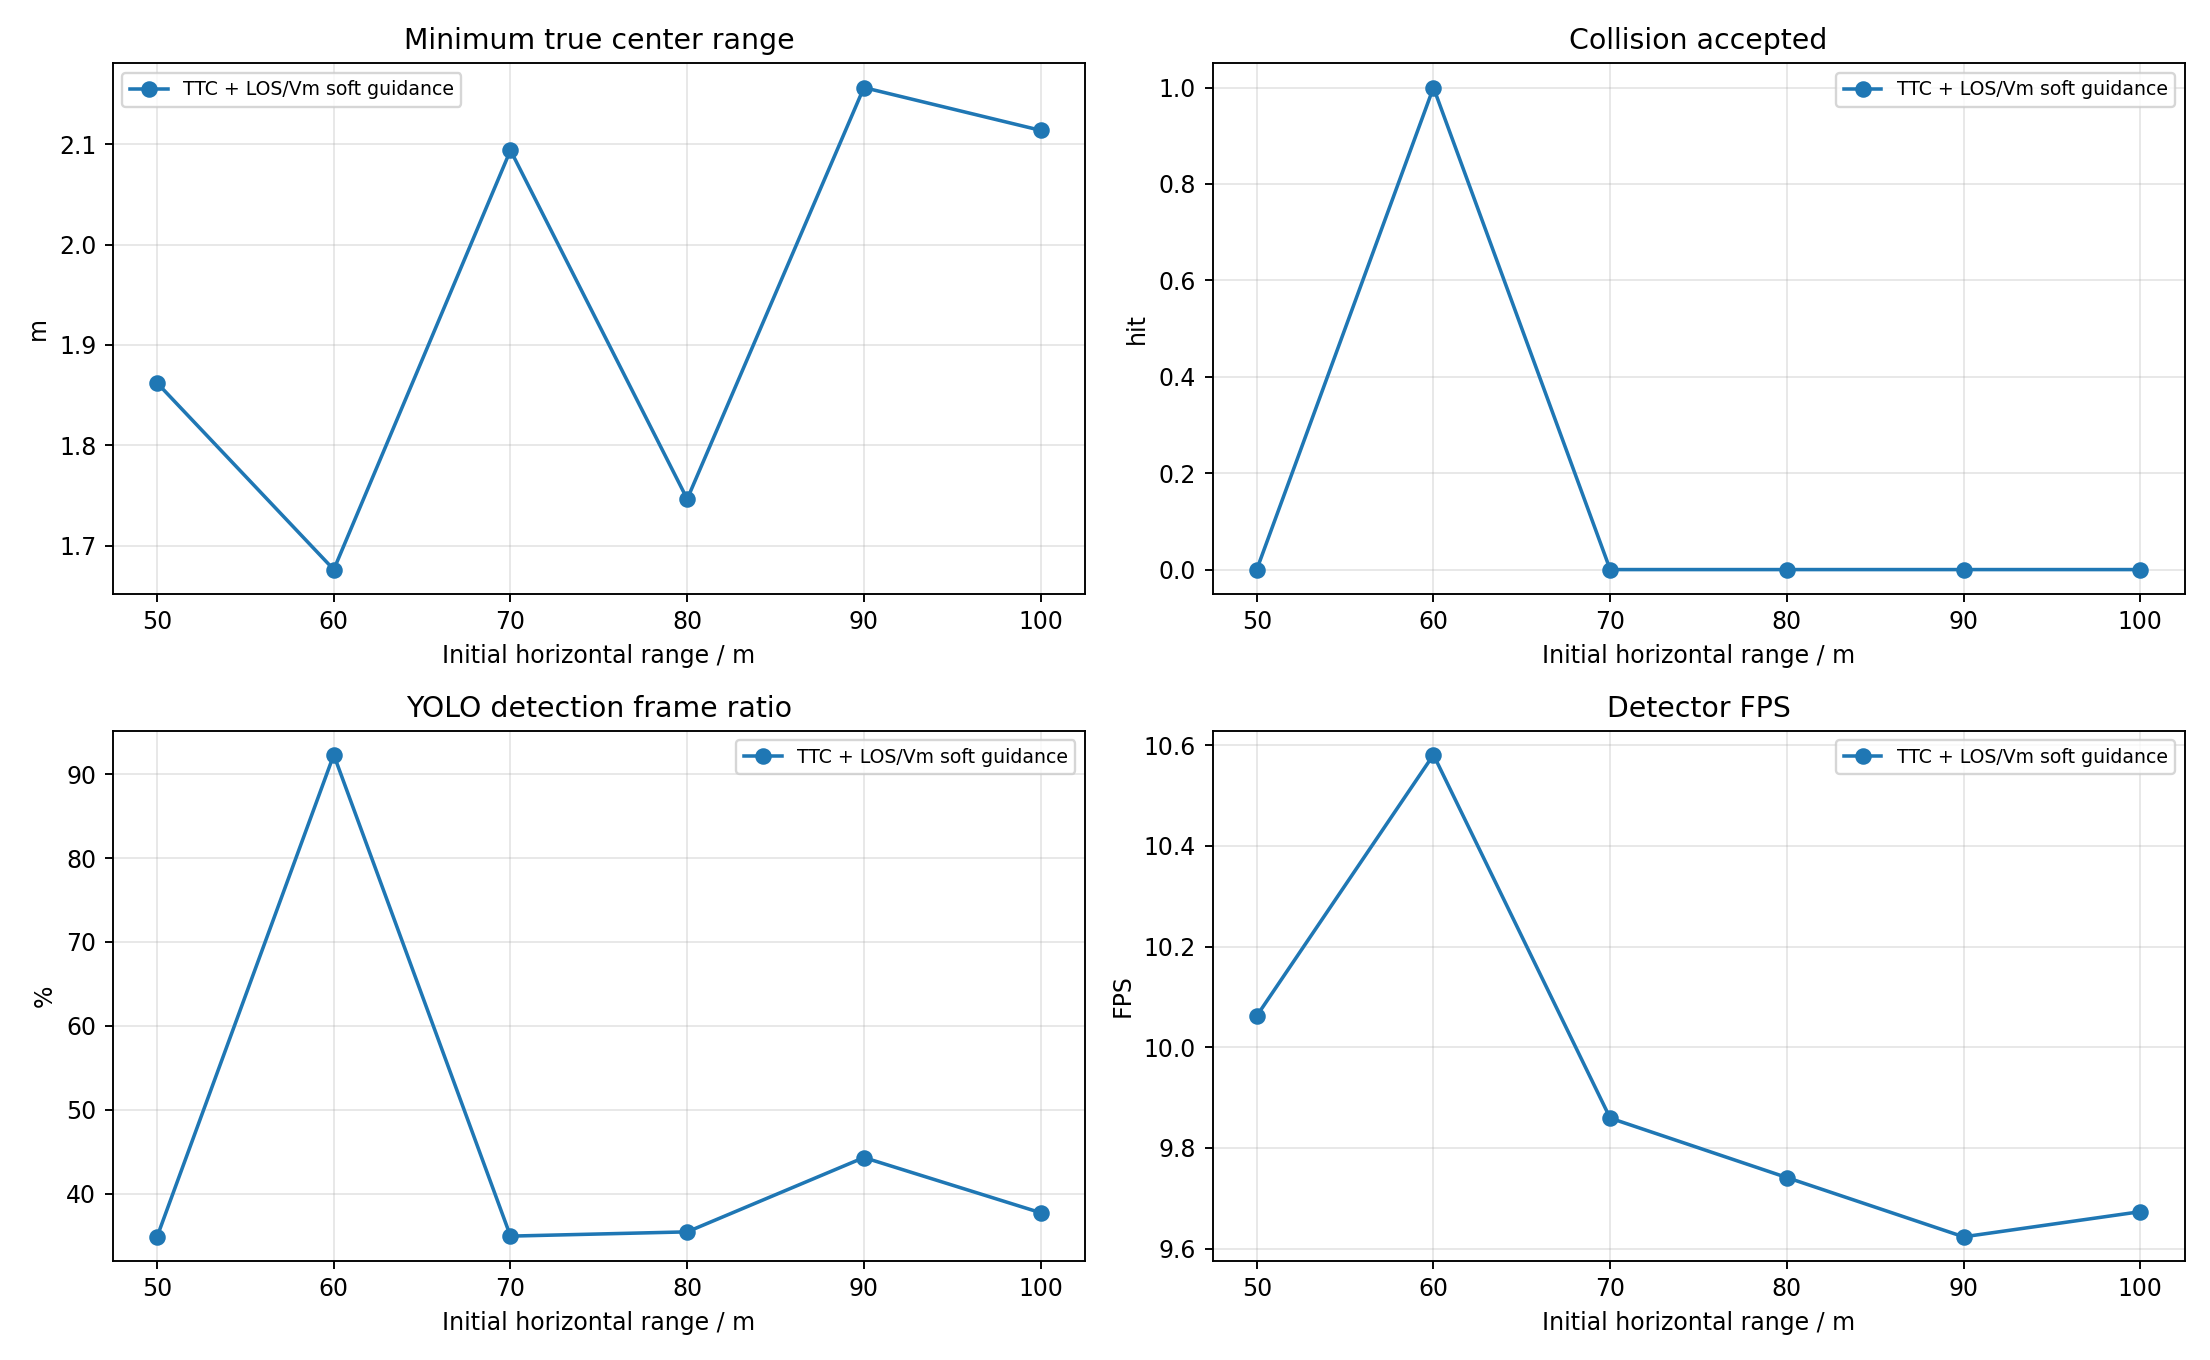 Minimum true center range
TTC + LOS/Vm soft guidance
m
2.1
2.0
1.9
1.8
1.7
50 60 70 80 90 100
Initial horizontal range / m
Collision accepted
TTC + LOS/Vm soft guidance
hit
1.0
0.8
0.6
0.4
0.2
0.0
50 60 70 80 90 100
Initial horizontal range / m
YOLO detection frame ratio
TTC + LOS/Vm soft guidance
%
90
80
70
60
50
40
50 60 70 80 90 100
Initial horizontal range / m
Detector FPS
TTC + LOS/Vm soft guidance
FPS
10.6
10.4
10.2
10.0
9.8
9.6
50 60 70 80 90 100
Initial horizontal range / m